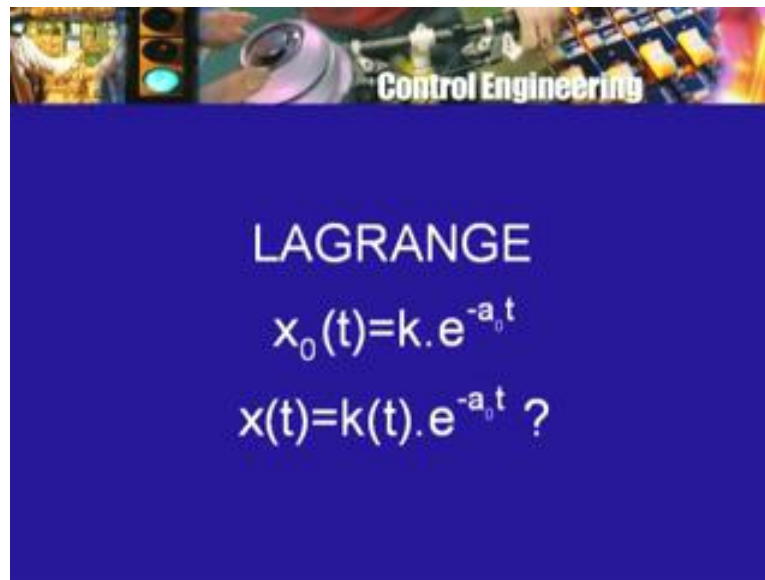 Control Engineering
LAGRANGE
x₀(t)=k.e^-a₀t
x(t)=k(t).e^-a₀t ?